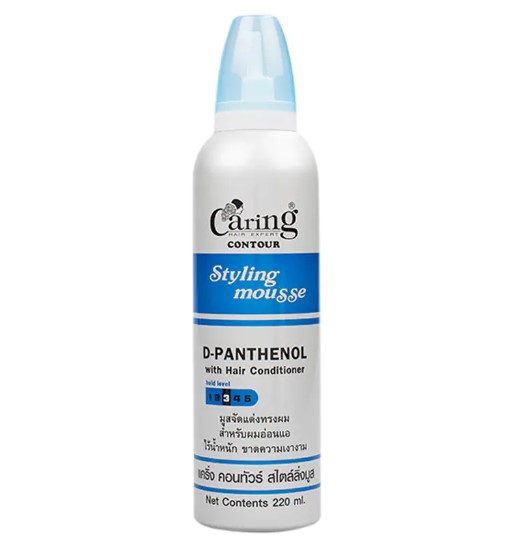 Caring®
HAIR EXPERT
CONTOUR
Styling
mousse
D-PANTHENOL
with Hair Conditioner
hold level
1 2 3 4 5
มูสจัดแต่งทรงผม
สำหรับผมอ่อนแอ
ไร้น้ำหนัก ขาดความเงางาม
แคริ่ง คอนทัวร์ สไตล์ลิ่งมูส
Net Contents 220 ml.